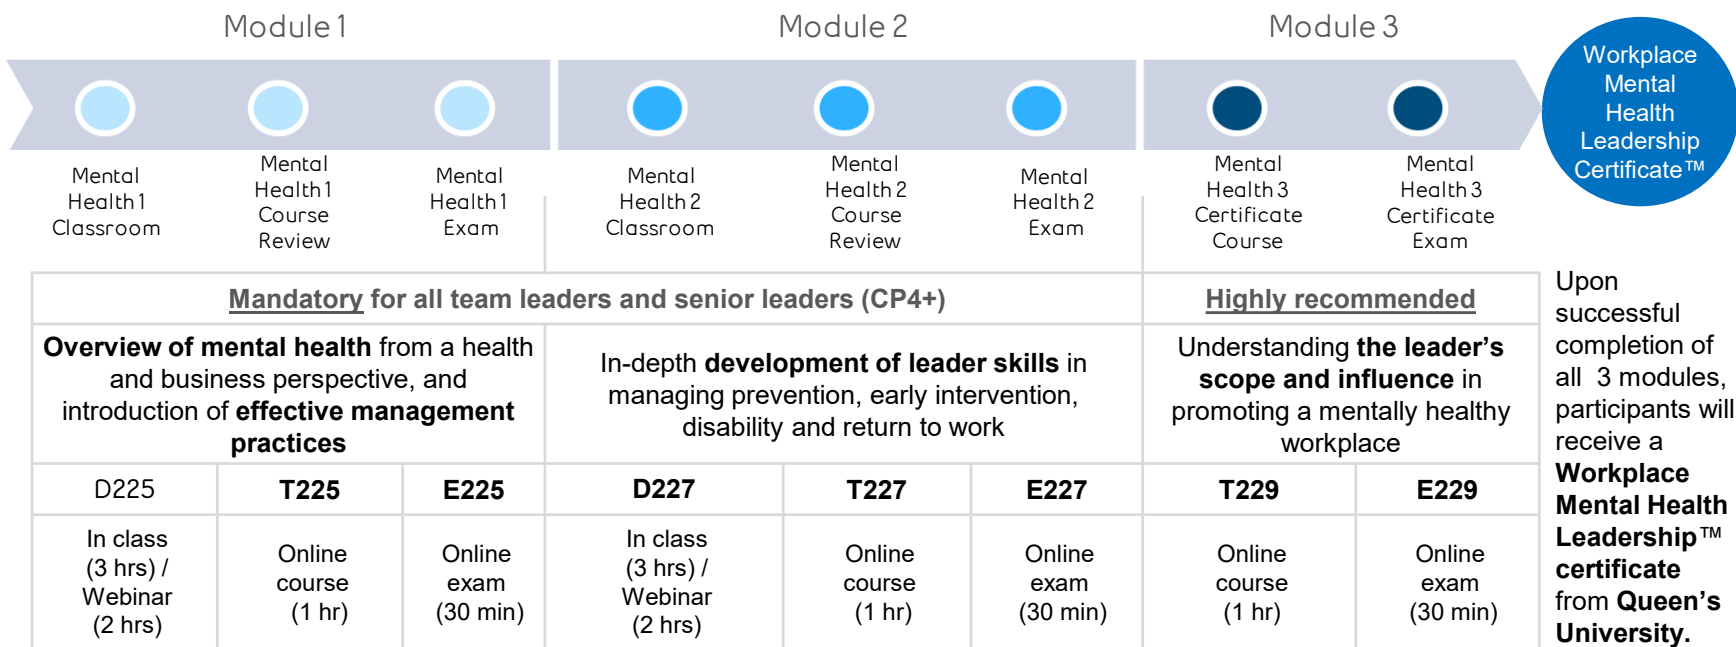 Module 1
Module 2
Module 3
Workplace
Mental
Health
Leadership
Certificate™
Mental
Health 1
Classroom
Mental
Health 1
Course
Review
Mental
Health 1
Exam
Mental
Health 2
Classroom
Mental
Health 2
Course
Review
Mental
Health 2
Exam
Mental
Health 3
Certificate
Course
Mental
Health 3
Certificate
Exam
Mandatory for all team leaders and senior leaders (CP4+)
Highly recommended
Overview of mental health from a health
and business perspective, and
introduction of effective management
practices
In-depth development of leader skills in
managing prevention, early intervention,
disability and return to work
Understanding the leader's
scope and influence in
promoting a mentally healthy
workplace
D225
T225
E225
D227
T227
E227
T229
E229
In class
(3 hrs) /
Webinar
(2 hrs)
Online
course
(1 hr)
Online
exam
(30 min)
In class
(3 hrs) /
Webinar
(2 hrs)
Online
course
(1 hr)
Online
exam
(30 min)
Online
course
(1 hr)
Online
exam
(30 min)
Upon
successful
completion of
all 3 modules,
participants will
receive a
Workplace
Mental Health
Leadership™
certificate
from Queen's
University.